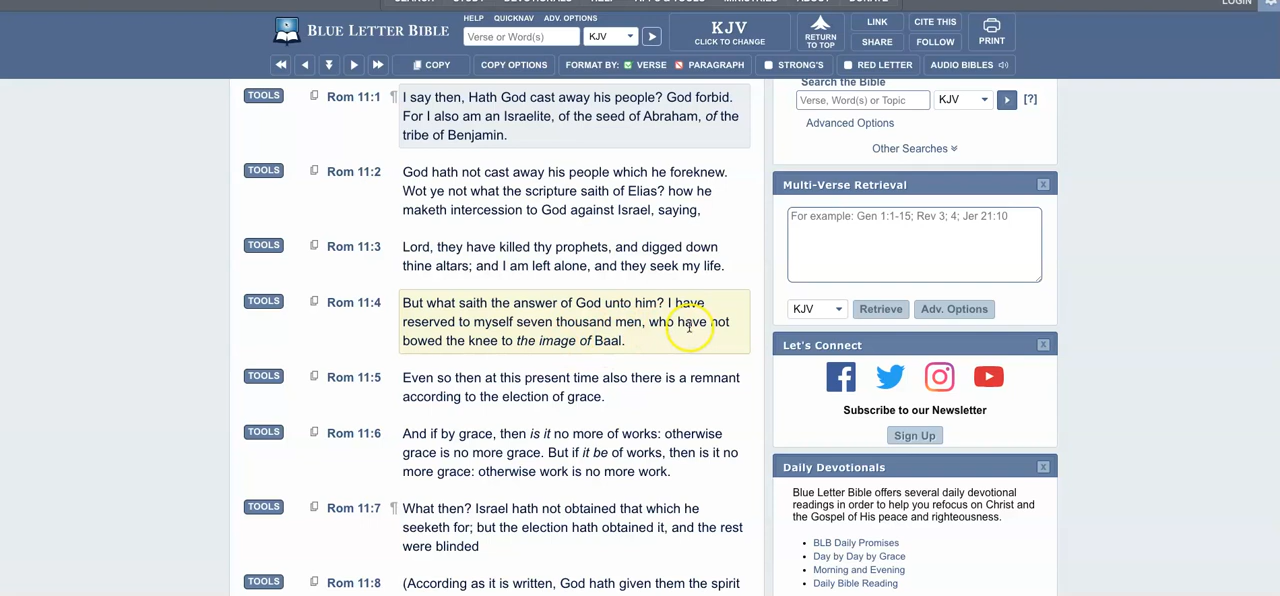 SEARCH STUDY DEVOTIONALS HELP APPS & TOOLS MINISTRIES ABOUT DONATE LOGIN
BLUE LETTER BIBLE
HELP QUICKNAV ADV. OPTIONS
Verse or Word(s) KJV
KJV
CLICK TO CHANGE
RETURN
TO TOP
LINK CITE THIS
SHARE FOLLOW
PRINT
COPY COPY OPTIONS FORMAT BY: VERSE PARAGRAPH STRONG'S RED LETTER AUDIO BIBLES
TOOLS Rom 11:1 ¶ I say then, Hath God cast away his people? God forbid.
For I also am an Israelite, of the seed of Abraham, of the
tribe of Benjamin.
TOOLS Rom 11:2 God hath not cast away his people which he foreknew.
Wot ye not what the scripture saith of Elias? how he
maketh intercession to God against Israel, saying,
TOOLS Rom 11:3 Lord, they have killed thy prophets, and digged down
thine altars; and I am left alone, and they seek my life.
TOOLS Rom 11:4 But what saith the answer of God unto him? I have
reserved to myself seven thousand men, who have not
bowed the knee to the image of Baal.
TOOLS Rom 11:5 Even so then at this present time also there is a remnant
according to the election of grace.
TOOLS Rom 11:6 And if by grace, then is it no more of works: otherwise
grace is no more grace. But if it be of works, then is it no
more grace: otherwise work is no more work.
TOOLS Rom 11:7 ¶ What then? Israel hath not obtained that which he
seeketh for; but the election hath obtained it, and the rest
were blinded
TOOLS Rom 11:8 (According as it is written, God hath given them the spirit
Search the Bible
Verse, Word(s) or Topic KJV [?]
Advanced Options
Other Searches
Multi-Verse Retrieval X
For example: Gen 1:1-15; Rev 3; 4; Jer 21:10
KJV Retrieve Adv. Options
Let's Connect X
Subscribe to our Newsletter
Sign Up
Daily Devotionals X
Blue Letter Bible offers several daily devotional
readings in order to help you refocus on Christ and
the Gospel of His peace and righteousness.
• BLB Daily Promises
• Day by Day by Grace
• Morning and Evening
• Daily Bible Reading